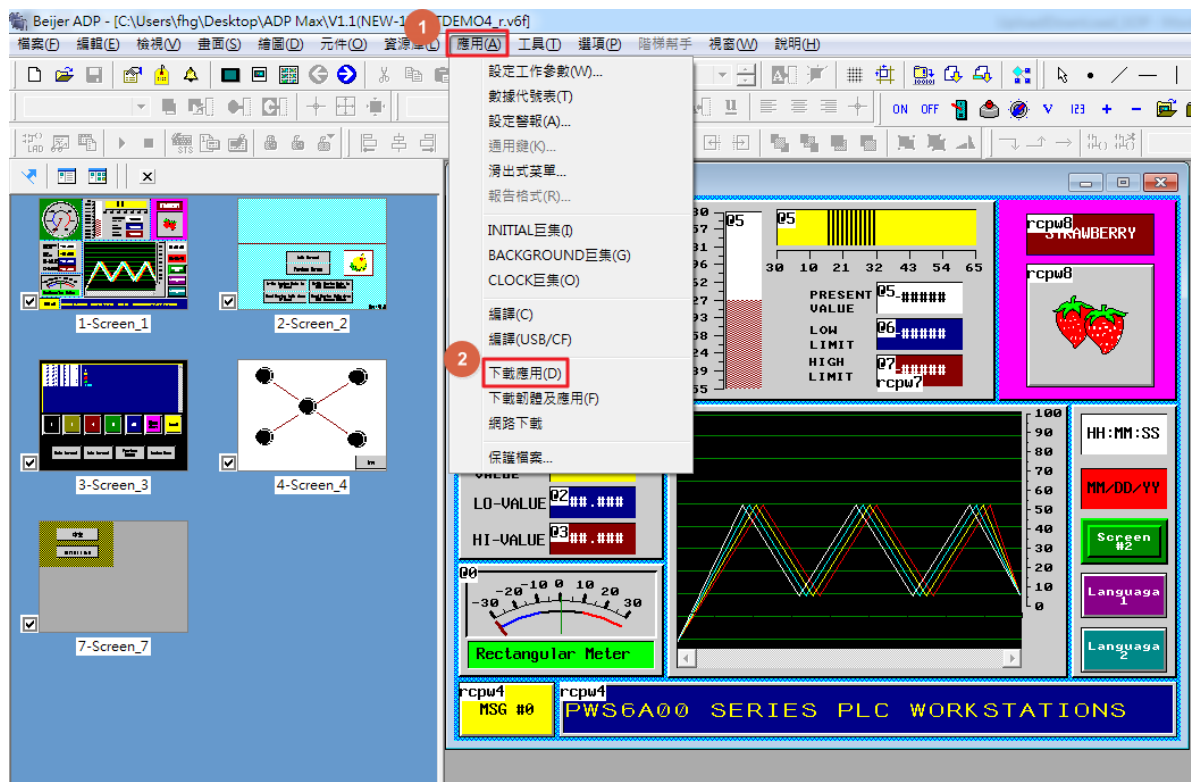 Beijer ADP - [C:\Users\fhg\Desktop\ADP Max\V1.1(NEW-1
DEMO4_r.v6f]
1
檔案(F) 編輯(E) 檢視(V) 畫面(S) 繪圖(D) 元件(O) 資源庫(L) 應用(A) 工具(T) 選項(P) 階梯幫手 視窗(W) 說明(H)
設定工作參數(W)...
數據代號表(T)
設定警報(A)...
通用鍵(K)...
滑出式菜單...
報告格式(R)...
INITIAL巨集(I)
BACKGROUND巨集(G)
CLOCK巨集(O)
編譯(C)
編譯(USB/CF)
2
下載應用(D)
下載韌體及應用(F)
網路下載
保護檔案...
ON OFF V 123 + -
LAD
STS
1-Screen_1
2-Screen_2
3-Screen_3
4-Screen_4
7-Screen_7
@5
@5
30 10 21 32 43 54 65
PRESENT VALUE @5-#####
LOW LIMIT @6-#####
HIGH LIMIT @7-#####
rcpw7
rcpw8
STRAWBERRY
rcpw8
VALUE
LO-VALUE @2##.###
HI-VALUE @3##.###
@0
-30 -20 -10 0 10 20 30
Rectangular Meter
100
90
80
70
60
50
40
30
20
10
0
HH:MM:SS
MM/DD/YY
Screen
#2
Languaga
1
Languaga
2
rcpw4
MSG #0
rcpw4
PWS6A00 SERIES PLC WORKSTATIONS